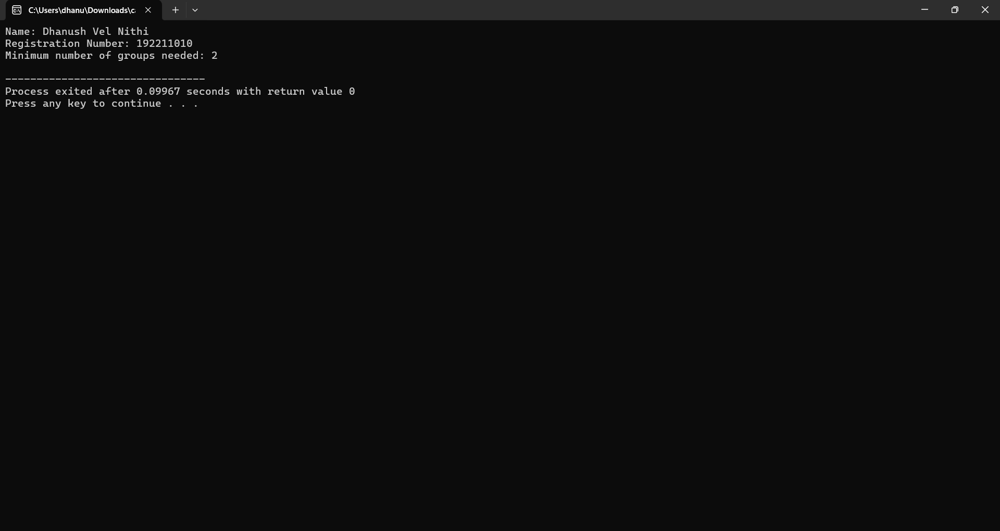 C:\Users\dhanu\Downloads\c
Name: Dhanush Vel Nithi
Registration Number: 192211010
Minimum number of groups needed: 2
--------------------------------
Process exited after 0.09967 seconds with return value 0
Press any key to continue . . .